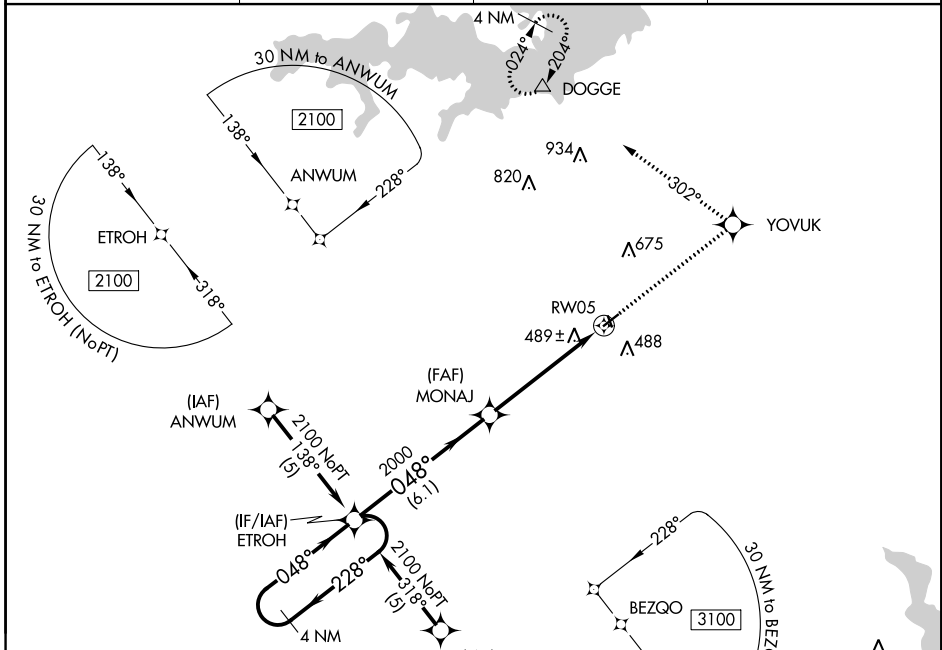 4 NM
024°
204°
DOGGE
30 NM to ANWUM
2100
138°
ANWUM
228°
934
820
302°
YOVUK
138°
ETROH
2100
318°
30 NM to ETROH (NoPT)
675
RW05
489±
488
(FAF)
MONAJ
(IAF)
ANWUM
2100 NoPT
138°
(5)
2000
048°
(6.1)
(IF/IAF)
ETROH
048°
228°
2100 NoPT
318°
(5)
4 NM
228°
BEZQO
3100
30 NM to